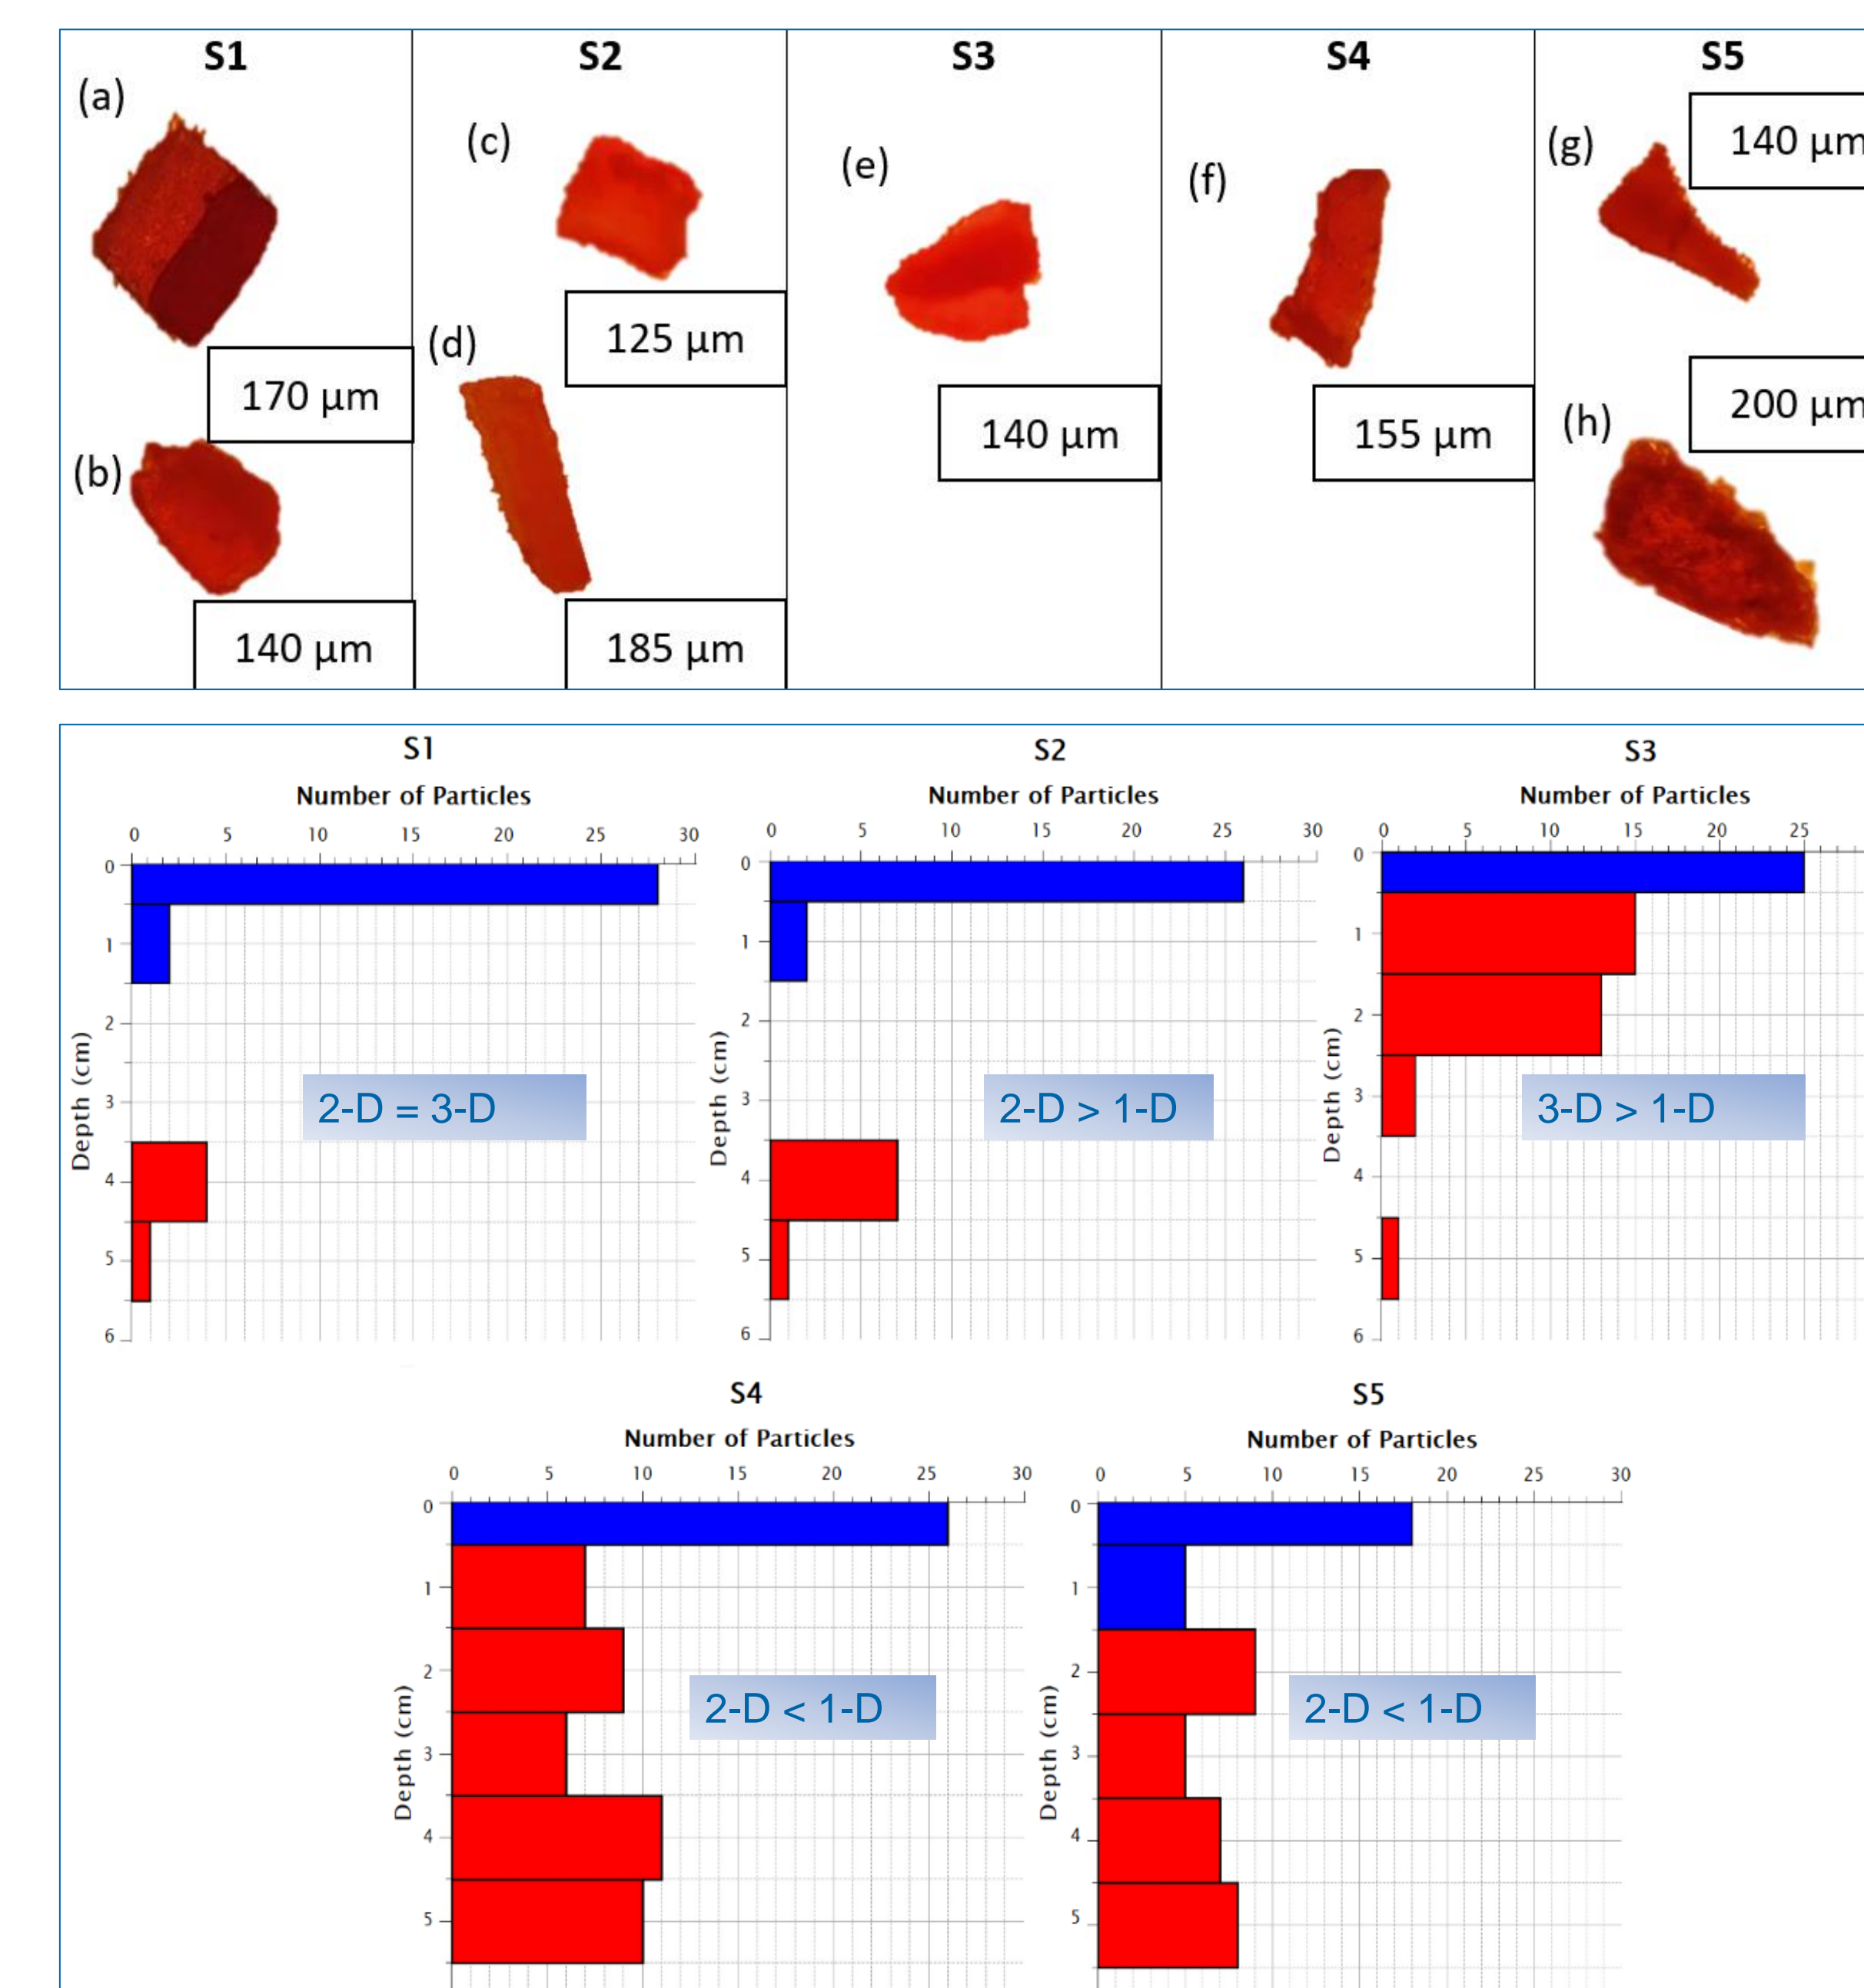 S1
S2
S3
S4
S5
(a)
170 µm
(b)
140 µm
(c)
125 µm
(d)
185 µm
(e)
140 µm
(f)
155 µm
(g)
140 µm
200 µm
(h)
S1
Number of Particles
0 5 10 15 20 25 30
0
1
2
3
4
5
6
Depth (cm)
2-D = 3-D
S2
Number of Particles
0 5 10 15 20 25 30
0
1
2
3
4
5
6
Depth (cm)
2-D > 1-D
S3
Number of Particles
0 5 10 15 20 25
0
1
2
3
4
5
6
Depth (cm)
3-D > 1-D
S4
Number of Particles
0 5 10 15 20 25 30
0
1
2
3
4
5
Depth (cm)
2-D < 1-D
S5
Number of Particles
0 5 10 15 20 25 30
0
1
2
3
4
5
Depth (cm)
2-D < 1-D